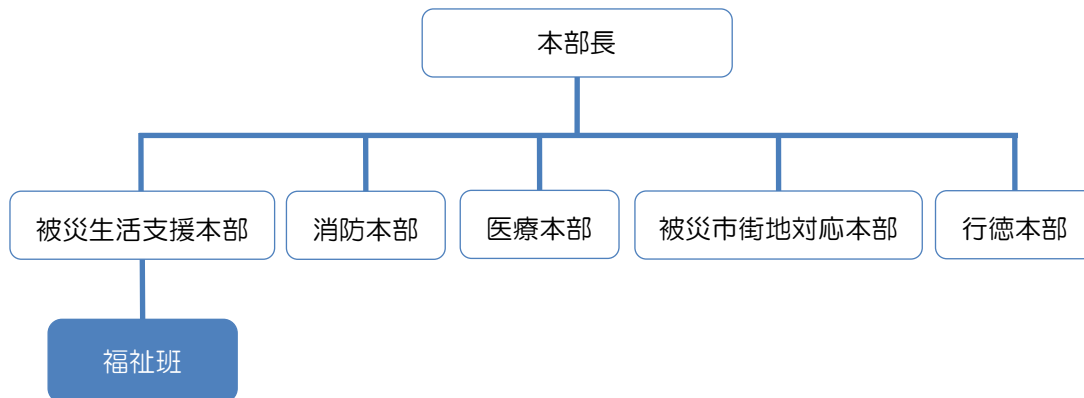 本部長
被災生活支援本部
消防本部
医療本部
被災市街地対応本部
行徳本部
福祉班